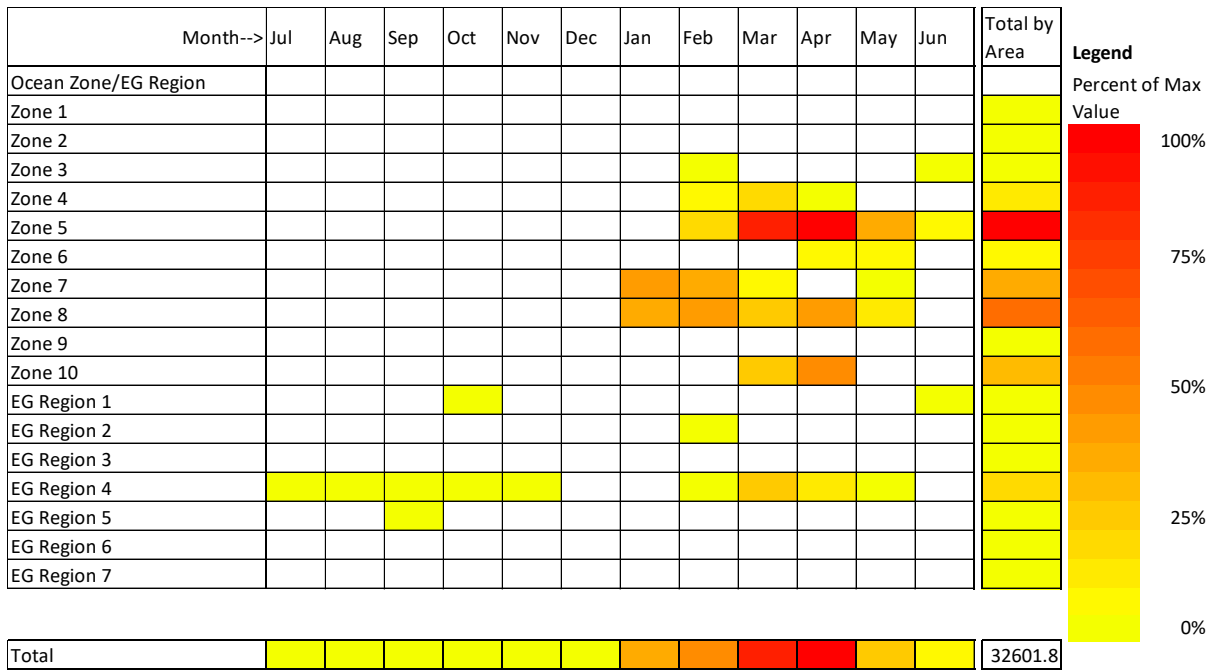 Month--> Jul Aug Sep Oct Nov Dec Jan Feb Mar Apr May Jun Total by
Area
Ocean Zone/EG Region
Zone 1
Zone 2
Zone 3
Zone 4
Zone 5
Zone 6
Zone 7
Zone 8
Zone 9
Zone 10
EG Region 1
EG Region 2
EG Region 3
EG Region 4
EG Region 5
EG Region 6
EG Region 7
Total 32601.8
Legend
Percent of Max
Value
100%
75%
50%
25%
0%